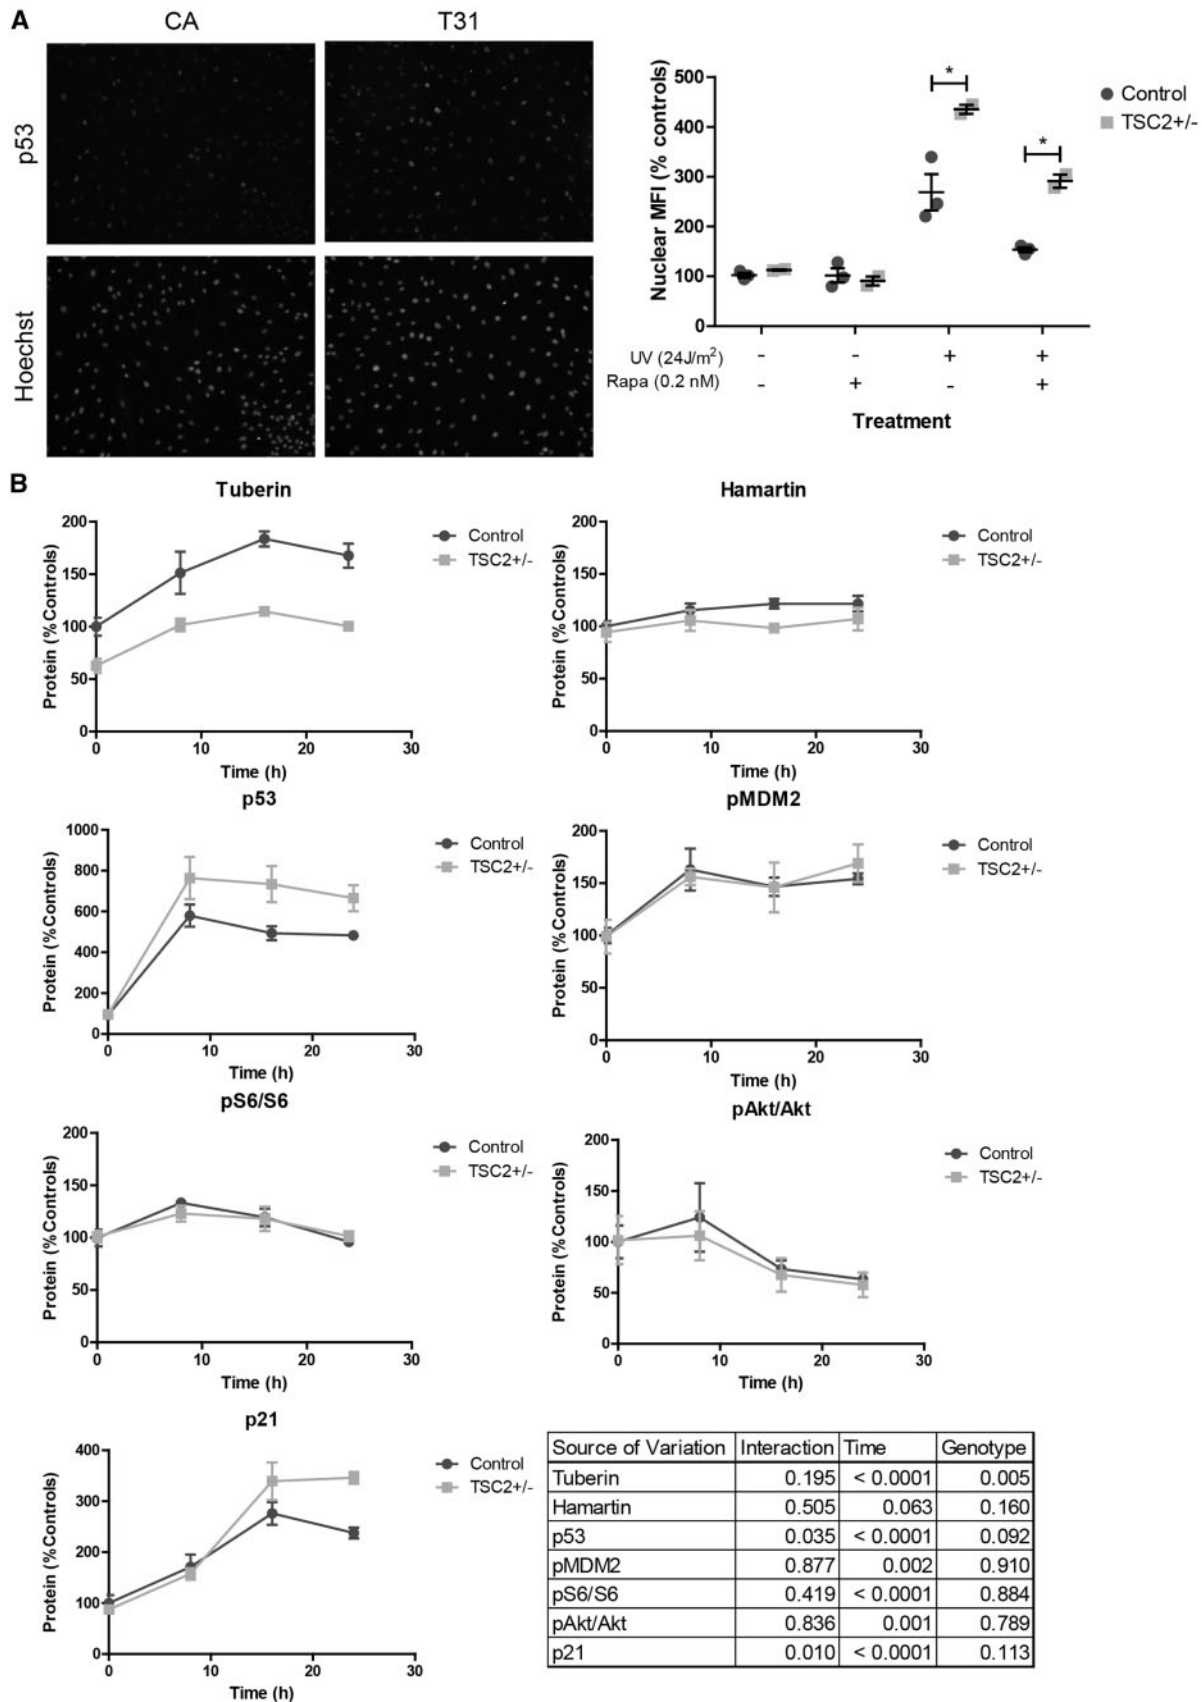 A
CA
T31
p53
Hoechst
Nuclear MFI (% controls)
500
400
300
200
100
0
*
*
Control
TSC2+/-
UV (24J/m²) - - + +
Rapa (0.2 nM) - + - +
Treatment
B
Tuberin
Protein (%Controls)
200
150
100
50
0
0 10 20 30
Time (h)
Control
TSC2+/-
Hamartin
Protein (%Controls)
200
150
100
50
0
0 10 20 30
Time (h)
Control
TSC2+/-
p53
Protein (%Controls)
1000
800
600
400
200
0
0 10 20 30
Time (h)
Control
TSC2+/-
pMDM2
Protein (%Controls)
200
150
100
50
0
0 10 20 30
Time (h)
Control
TSC2+/-
pS6/S6
Protein (%Controls)
200
150
100
50
0
0 10 20 30
Time (h)
Control
TSC2+/-
pAkt/Akt
Protein (%Controls)
200
150
100
50
0
0 10 20 30
Time (h)
Control
TSC2+/-
p21
Protein (%Controls)
400
300
200
100
0
0 10 20 30
Time (h)
Control
TSC2+/-
Source of Variation Interaction Time Genotype
Tuberin 0.195 < 0.0001 0.005
Hamartin 0.505 0.063 0.160
p53 0.035 < 0.0001 0.092
pMDM2 0.877 0.002 0.910
pS6/S6 0.419 < 0.0001 0.884
pAkt/Akt 0.836 0.001 0.789
p21 0.010 < 0.0001 0.113